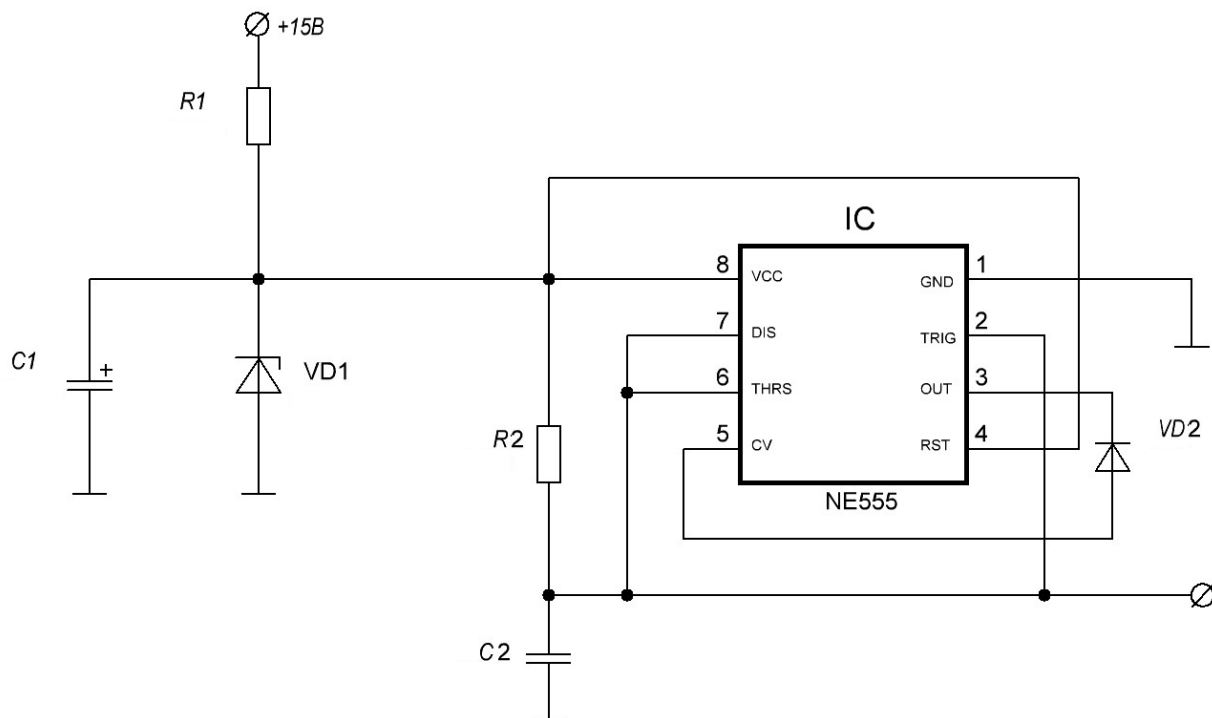 +15В
R1
IC
8
VCC
GND
1
7
DIS
TRIG
2
C1
+
VD1
6
THRS
OUT
3
R2
5
CV
RST
4
VD2
NE555
C2